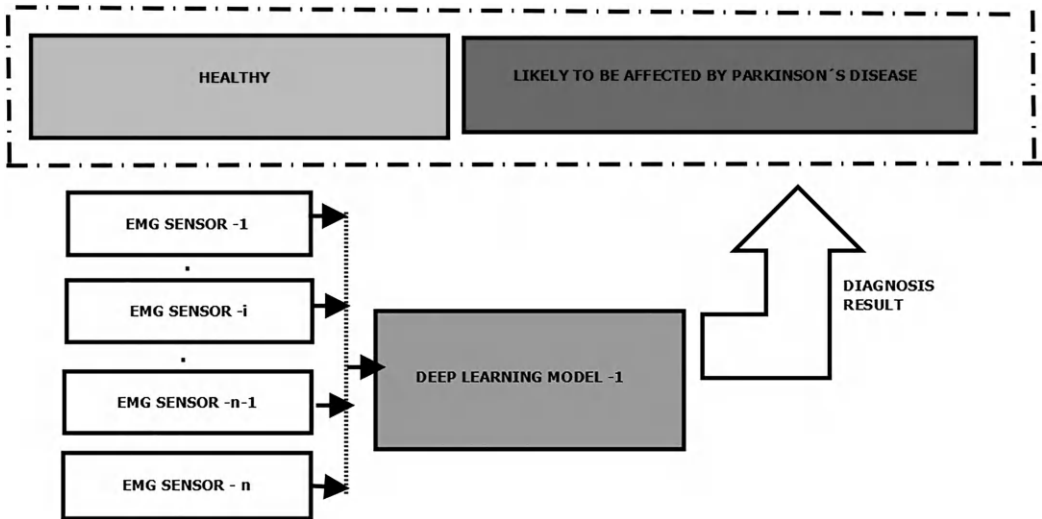 HEALTHY
LIKELY TO BE AFFECTED BY PARKINSON´S DISEASE
EMG SENSOR -1
EMG SENSOR -i
EMG SENSOR -n-1
EMG SENSOR - n
DEEP LEARNING MODEL -1
DIAGNOSIS
RESULT